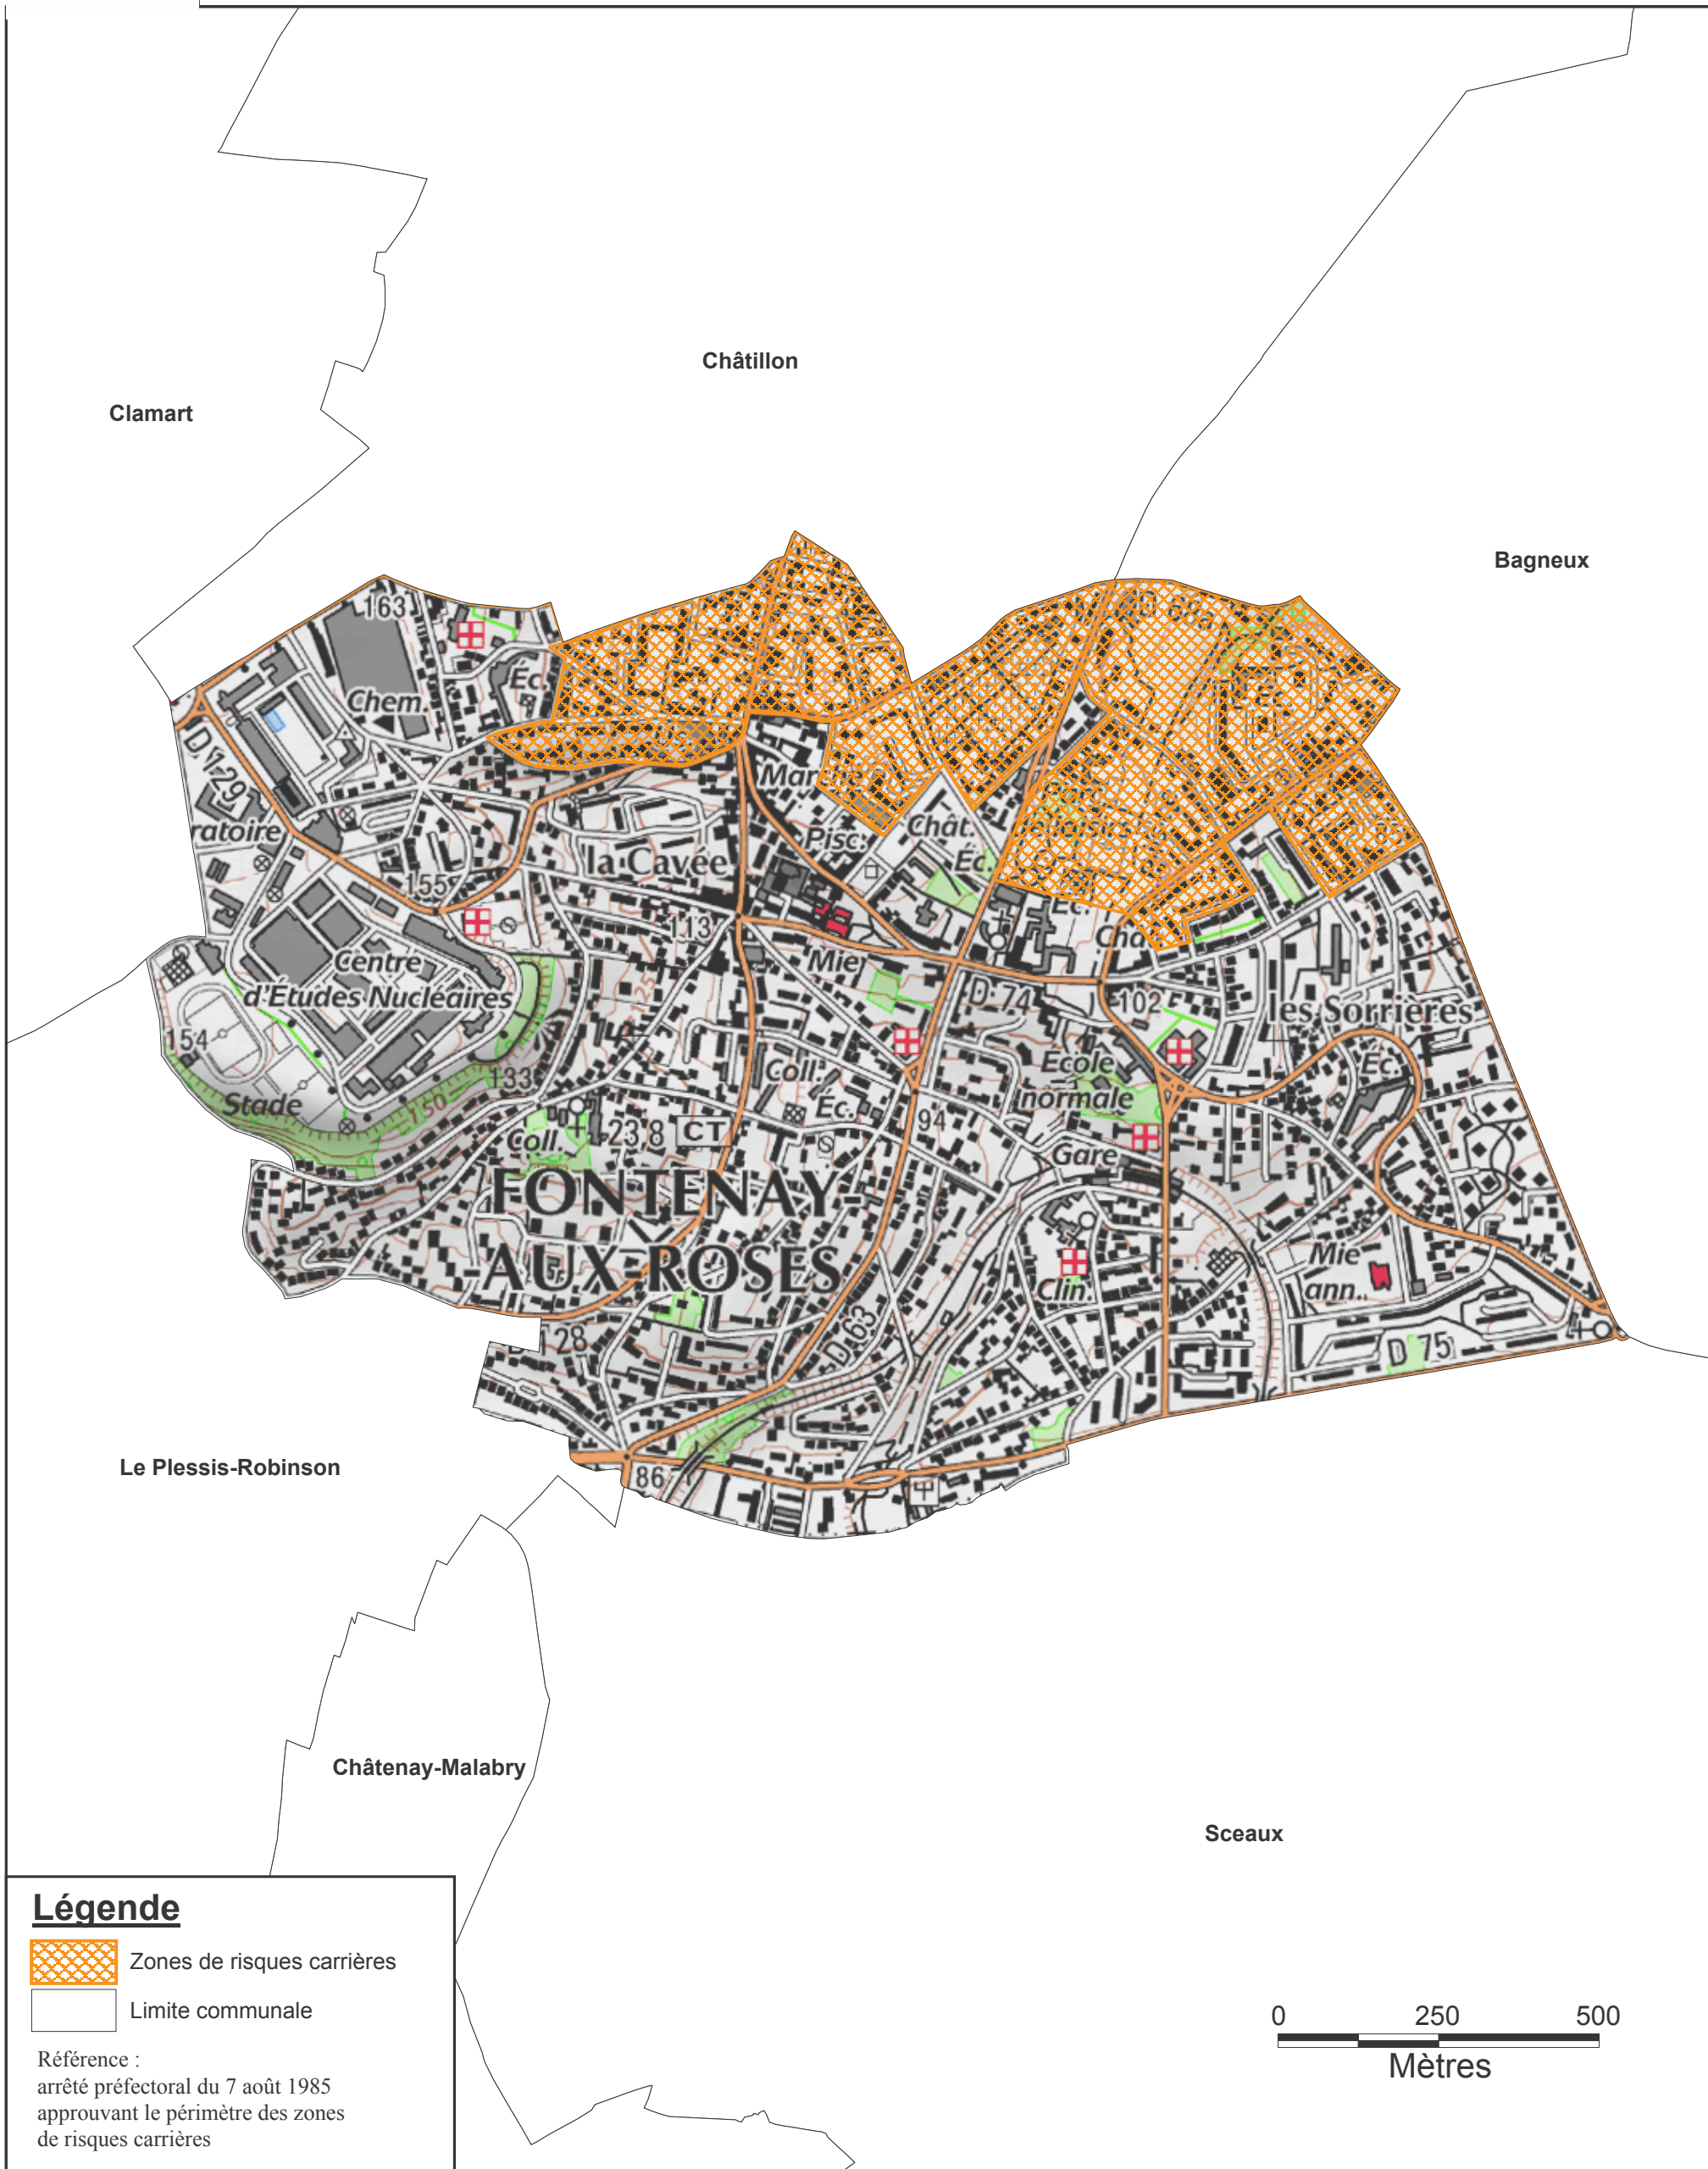 Châtillon
Clamart
Bagneux
163
Éc.
Chem.
D 129
Mar
ratoire
Pisc.
Chât.
Éc.
la Cavée
155
113
Éc.
Châ
Centre
d'Études Nucléaires
Mie
125
D 74
102
les Sorrières
154
Coll.
École
normale
Éc.
133
150
Stade
Éc.
94
Coll.
23,8
CT
Gare
FONTENAY-
-AUX-ROSES
Mie
ann.
Clin.
128
D 63
D 75
86
Le Plessis-Robinson
Châtenay-Malabry
Sceaux
Légende
Zones de risques carrières
Limite communale
Référence :
arrêté préfectoral du 7 août 1985
approuvant le périmètre des zones
de risques carrières
0 250 500
Mètres